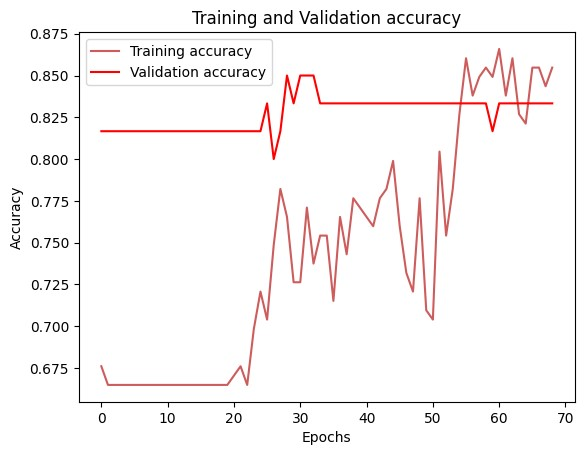 Training and Validation accuracy
Training accuracy
Validation accuracy
Accuracy
0.875
0.850
0.825
0.800
0.775
0.750
0.725
0.700
0.675
0 10 20 30 40 50 60 70
Epochs